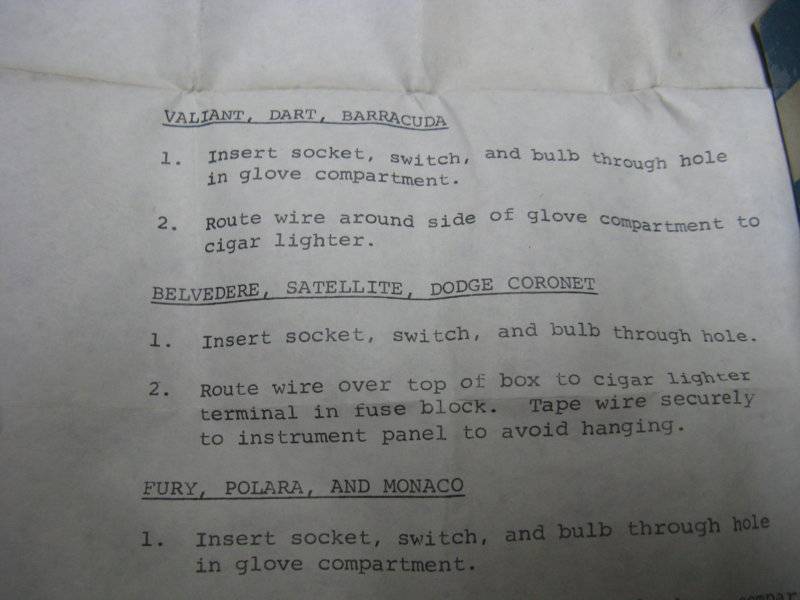 VALIANT, DART, BARRACUDA
1. Insert socket, switch, and bulb through hole
in glove compartment.
2. Route wire around side of glove compartment to
cigar lighter.
BELVEDERE, SATELLITE, DODGE CORONET
1. Insert socket, switch, and bulb through hole.
2. Route wire over top of box to cigar lighter
terminal in fuse block. Tape wire securely
to instrument panel to avoid hanging.
FURY, POLARA, AND MONACO
1. Insert socket, switch, and bulb through hole
in glove compartment.